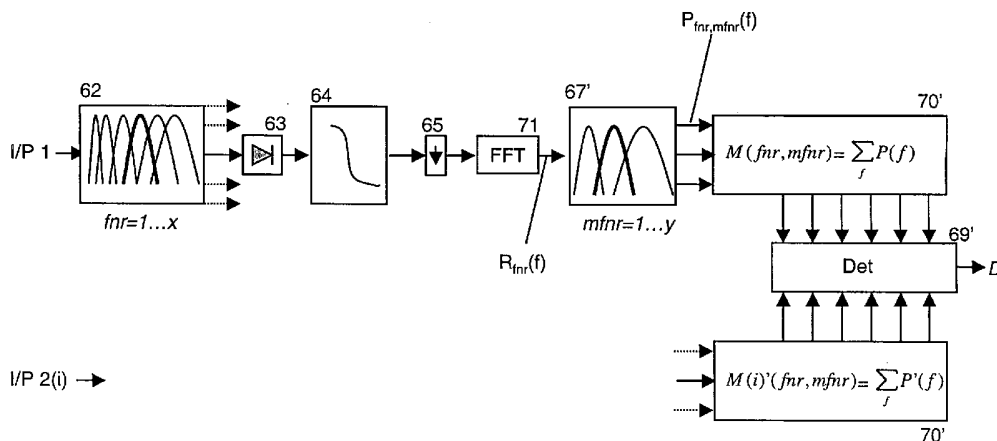 P_fnr,mfnr(f)
62
67'
70'
64
63
65
71
I/P 1
FFT
M(fnr,mfnr)=∑_f P(f)
fnr=1...x
mfnr=1...y
R_fnr(f)
69'
Det
D
I/P 2(i)
M(i)'(fnr,mfnr)=∑_f P'(f)
70'